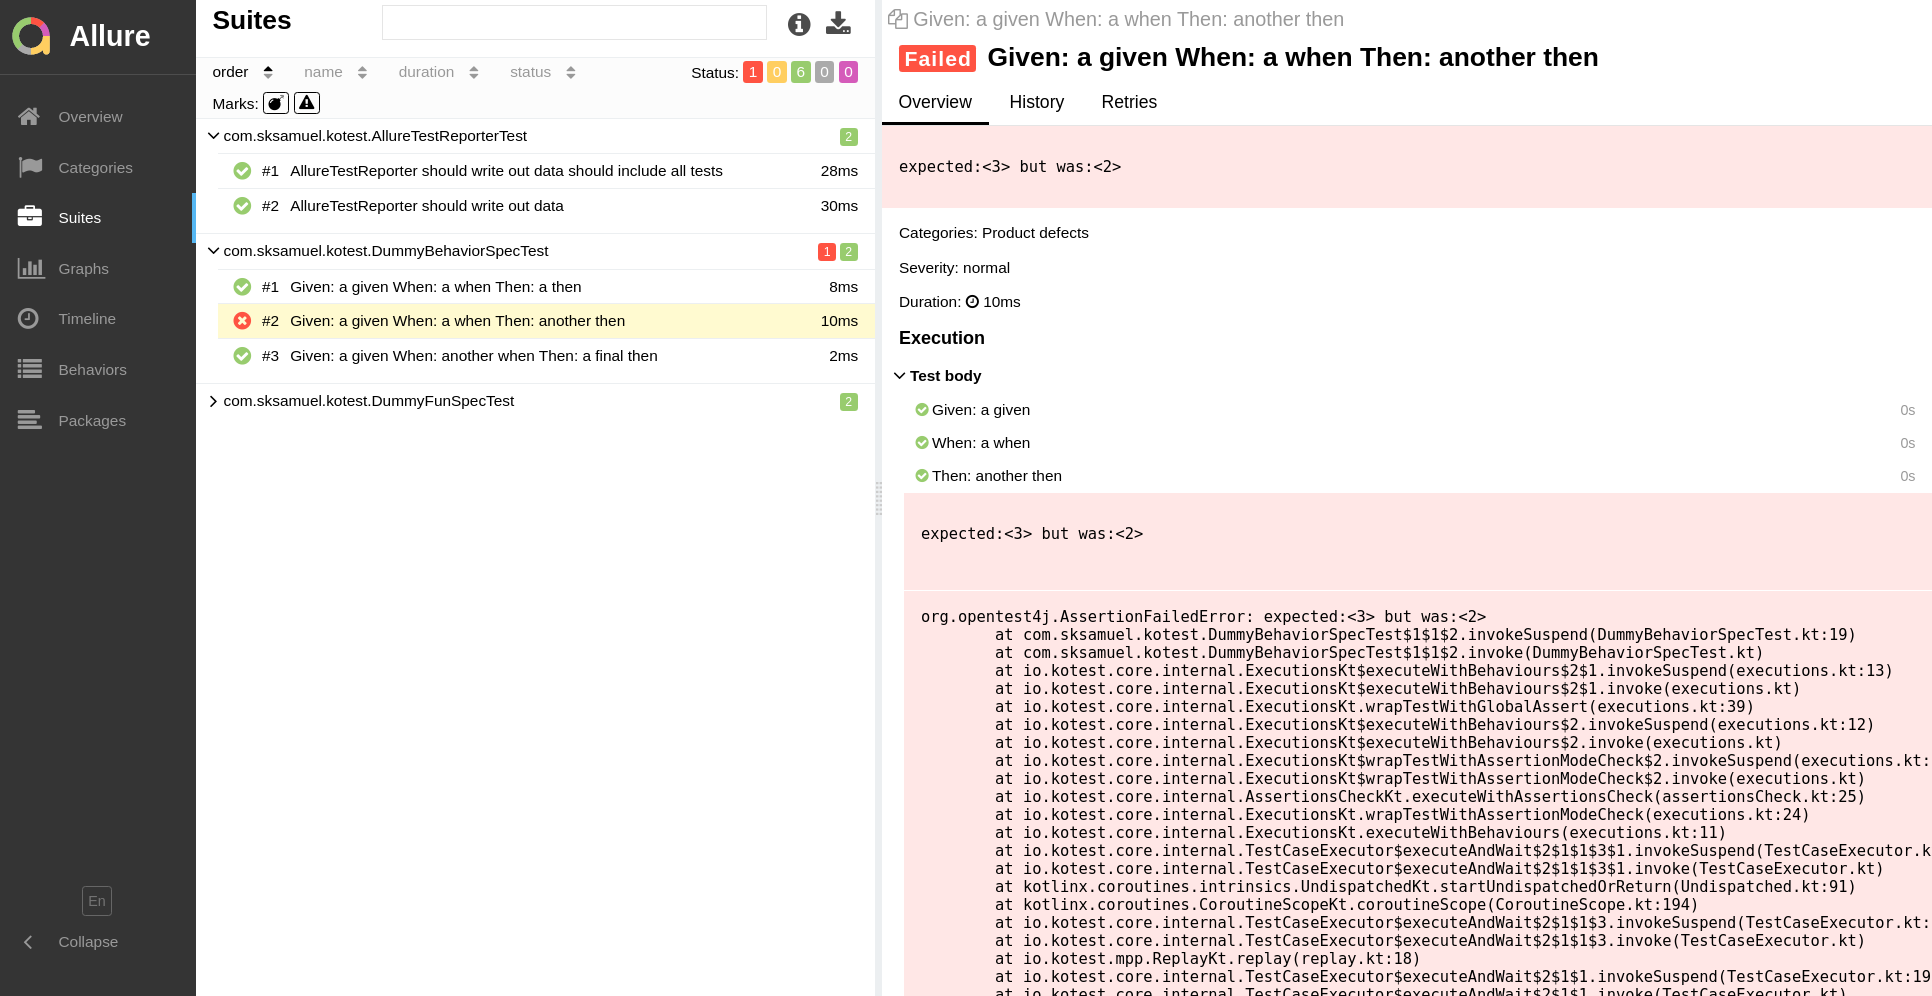 Allure
Overview
Categories
Suites
Graphs
Timeline
Behaviors
Packages
En
Collapse
Suites
order name duration status Status: 1 0 6 0 0
Marks:
com.sksamuel.kotest.AllureTestReporterTest 2
#1 AllureTestReporter should write out data should include all tests 28ms
#2 AllureTestReporter should write out data 30ms
com.sksamuel.kotest.DummyBehaviorSpecTest 1 2
#1 Given: a given When: a when Then: a then 8ms
#2 Given: a given When: a when Then: another then 10ms
#3 Given: a given When: another when Then: a final then 2ms
com.sksamuel.kotest.DummyFunSpecTest 2
Given: a given When: a when Then: another then
Failed Given: a given When: a when Then: another then
Overview History Retries
expected:<3> but was:<2>
Categories: Product defects
Severity: normal
Duration: 10ms
Execution
Test body
Given: a given 0s
When: a when 0s
Then: another then 0s
expected:<3> but was:<2>
org.opentest4j.AssertionFailedError: expected:<3> but was:<2>
at com.sksamuel.kotest.DummyBehaviorSpecTest$1$1$2.invokeSuspend(DummyBehaviorSpecTest.kt:19)
at com.sksamuel.kotest.DummyBehaviorSpecTest$1$1$2.invoke(DummyBehaviorSpecTest.kt)
at io.kotest.core.internal.ExecutionsKt$executeWithBehaviours$2$1.invokeSuspend(executions.kt:13)
at io.kotest.core.internal.ExecutionsKt$executeWithBehaviours$2$1.invoke(executions.kt)
at io.kotest.core.internal.ExecutionsKt.wrapTestWithGlobalAssert(executions.kt:39)
at io.kotest.core.internal.ExecutionsKt$executeWithBehaviours$2.invokeSuspend(executions.kt:12)
at io.kotest.core.internal.ExecutionsKt$executeWithBehaviours$2.invoke(executions.kt)
at io.kotest.core.internal.ExecutionsKt$wrapTestWithAssertionModeCheck$2.invokeSuspend(executions.kt:
at io.kotest.core.internal.ExecutionsKt$wrapTestWithAssertionModeCheck$2.invoke(executions.kt)
at io.kotest.core.internal.AssertionsCheckKt.executeWithAssertionsCheck(assertionsCheck.kt:25)
at io.kotest.core.internal.ExecutionsKt.wrapTestWithAssertionModeCheck(executions.kt:24)
at io.kotest.core.internal.ExecutionsKt.executeWithBehaviours(executions.kt:11)
at io.kotest.core.internal.TestCaseExecutor$executeAndWait$2$1$1$3$1.invokeSuspend(TestCaseExecutor.k
at io.kotest.core.internal.TestCaseExecutor$executeAndWait$2$1$1$3$1.invoke(TestCaseExecutor.kt)
at kotlinx.coroutines.intrinsics.UndispatchedKt.startUndispatchedOrReturn(Undispatched.kt:91)
at kotlinx.coroutines.CoroutineScopeKt.coroutineScope(CoroutineScope.kt:194)
at io.kotest.core.internal.TestCaseExecutor$executeAndWait$2$1$1$3.invokeSuspend(TestCaseExecutor.kt:
at io.kotest.core.internal.TestCaseExecutor$executeAndWait$2$1$1$3.invoke(TestCaseExecutor.kt)
at io.kotest.mpp.ReplayKt.replay(replay.kt:18)
at io.kotest.core.internal.TestCaseExecutor$executeAndWait$2$1$1.invokeSuspend(TestCaseExecutor.kt:19
at io.kotest.core.internal.TestCaseExecutor$executeAndWait$2$1$1.invoke(TestCaseExecutor.kt)